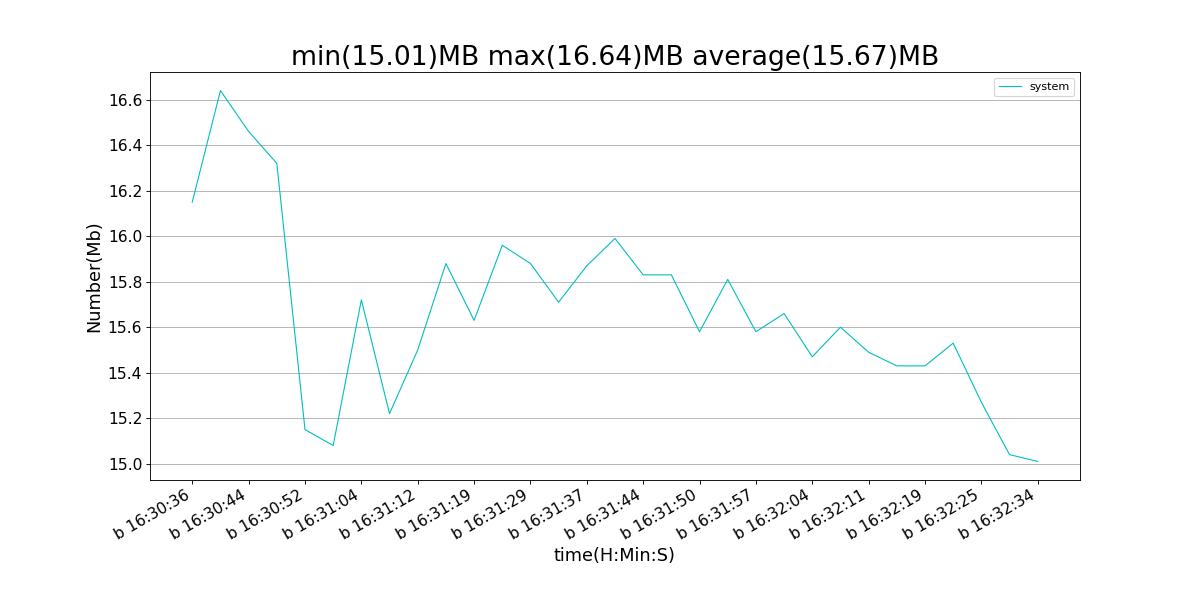 min(15.01)MB max(16.64)MB average(15.67)MB
system
Number(Mb)
16.6
16.4
16.2
16.0
15.8
15.6
15.4
15.2
15.0
b 16:30:36
b 16:30:44
b 16:30:52
b 16:31:04
b 16:31:12
b 16:31:19
b 16:31:29
b 16:31:37
b 16:31:44
b 16:31:50
b 16:31:57
b 16:32:04
b 16:32:11
b 16:32:19
b 16:32:25
b 16:32:34
time(H:Min:S)